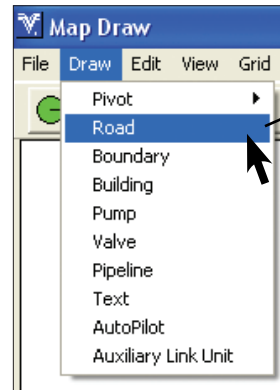 Map Draw
File Draw Edit View Grid
Pivot
Road
Boundary
Building
Pump
Valve
Pipeline
Text
AutoPilot
Auxiliary Link Unit